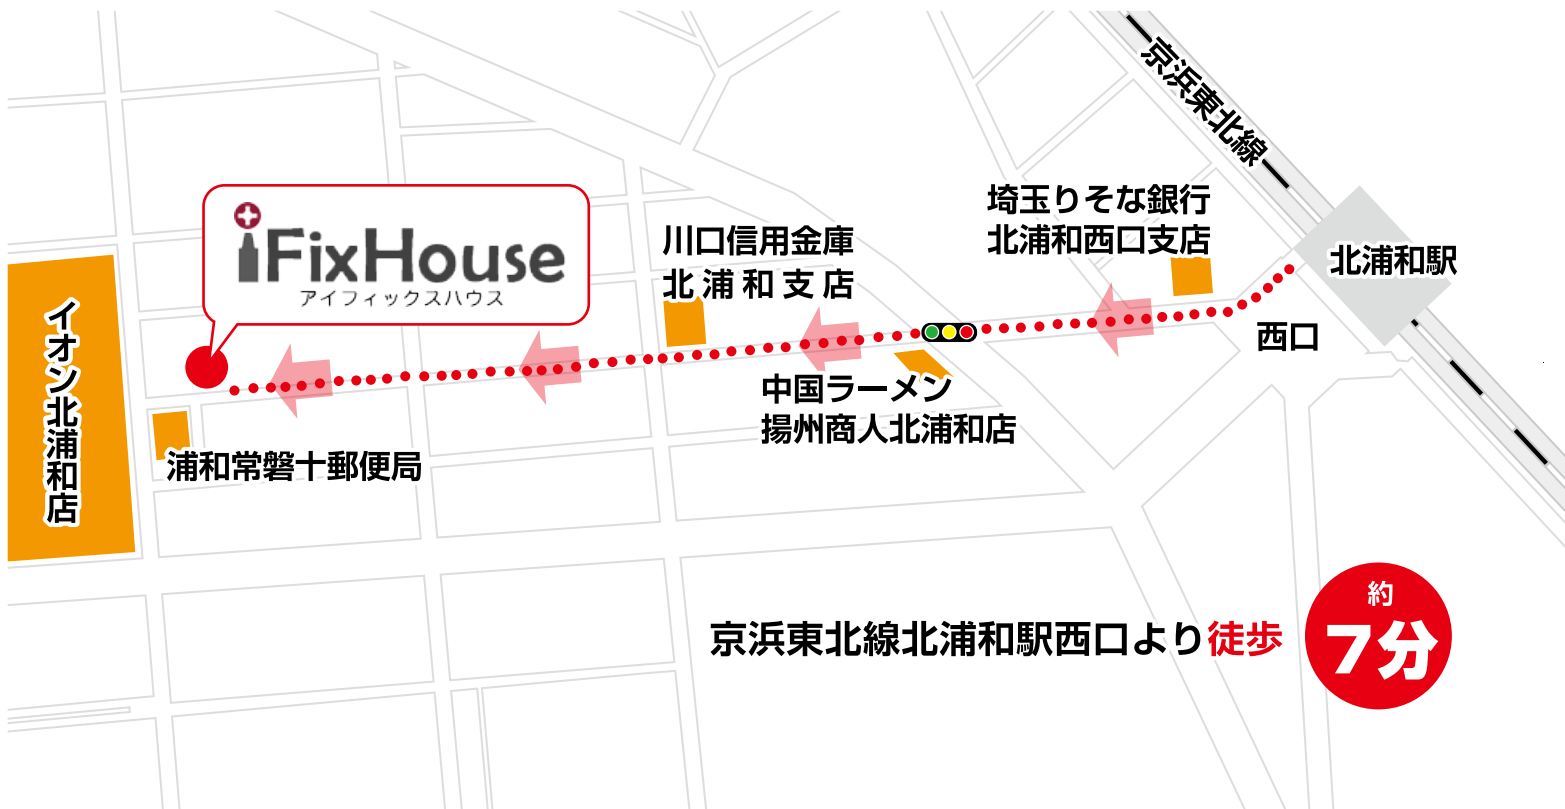 京浜東北線
埼玉りそな銀行
北浦和西口支店
北浦和駅
西口
川口信用金庫
北浦和支店
iFixHouse
アイフィックスハウス
中国ラーメン
揚州商人北浦和店
イオン北浦和店
浦和常磐十郵便局
京浜東北線北浦和駅西口より徒歩
約
7分